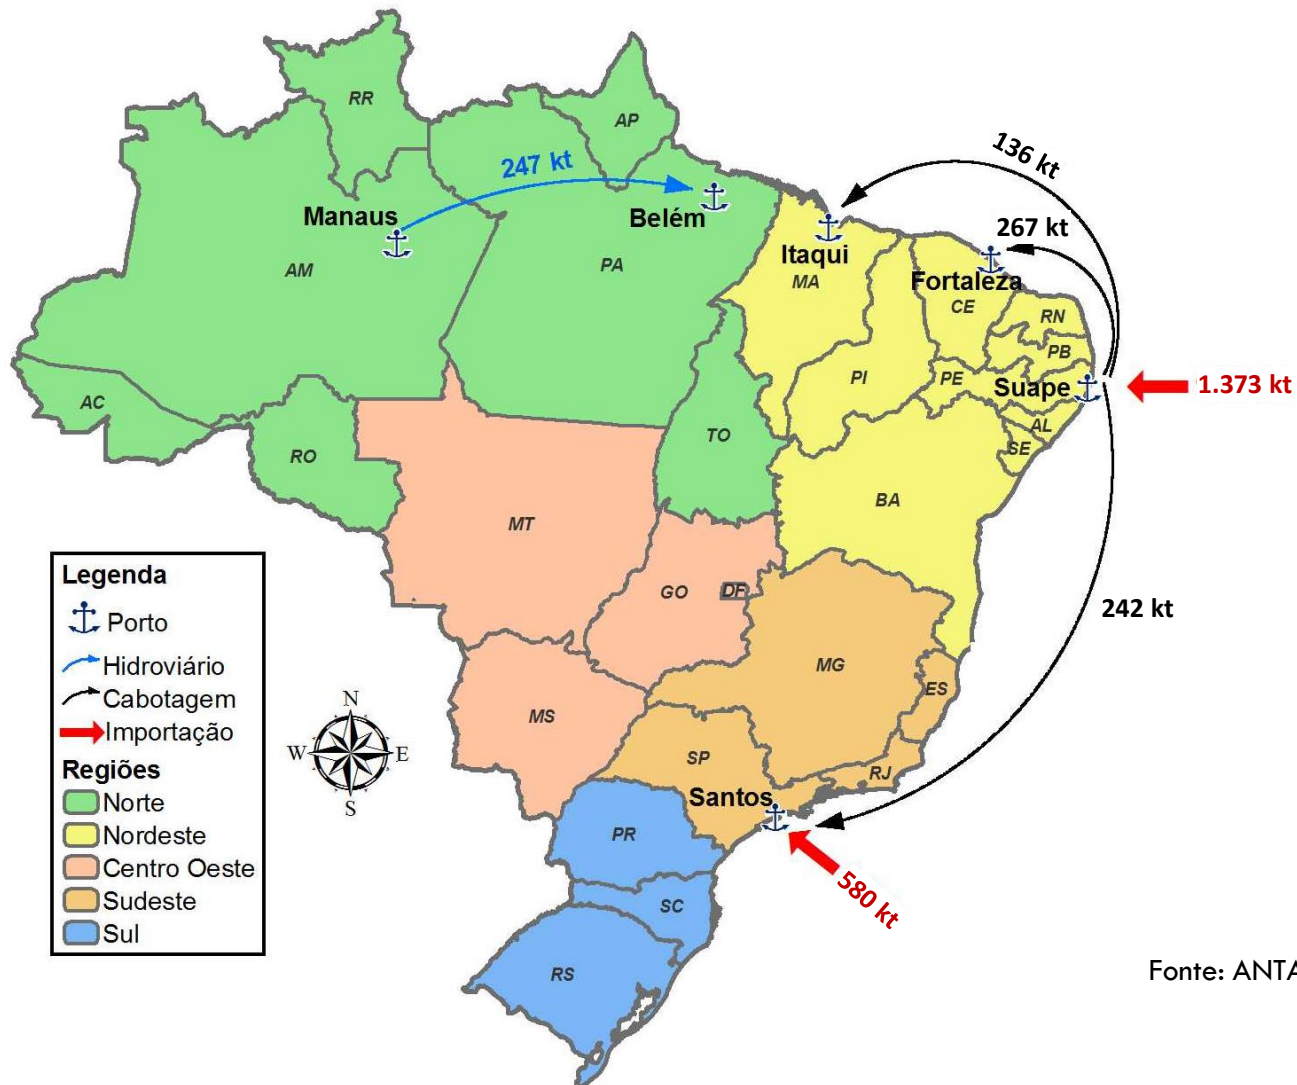 RR
AP
136 kt
247 kt
Manaus
Belém
267 kt
Itaqui
AM
PA
MA
Fortaleza
CE
RN
PB
PI
PE
Suape
1.373 kt
AC
AL
TO
SE
RO
BA
MT
Legenda
Porto
Hidroviário
Cabotagem
Importação
Regiões
Norte
Nordeste
Centro Oeste
Sudeste
Sul
GO
DF
242 kt
MG
ES
N
W
E
S
MS
SP
RJ
Santos
PR
580 kt
SC
RS
Fonte: ANTA